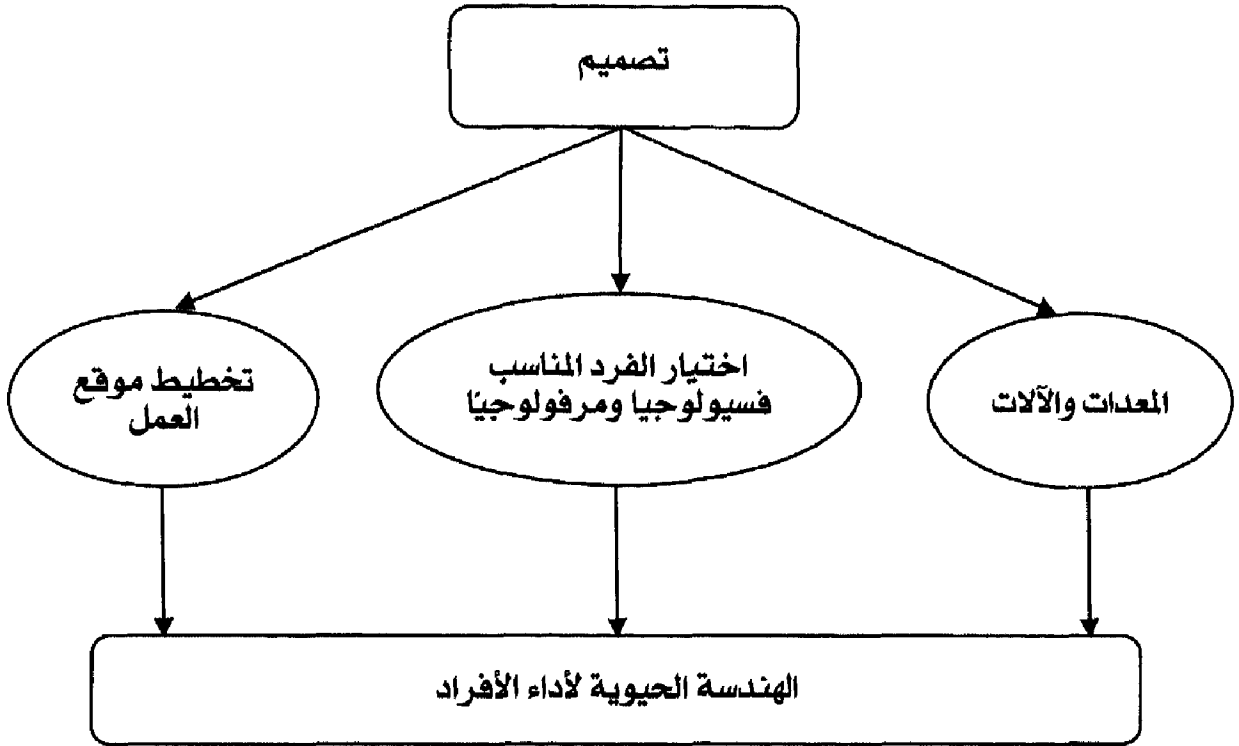 تصميم
المعدات والآلات
اختيار الفرد المناسب
فسيولوجيا ومرفولوجيًا
تخطيط موقع
العمل
الهندسة الحيوية لأداء الأفراد